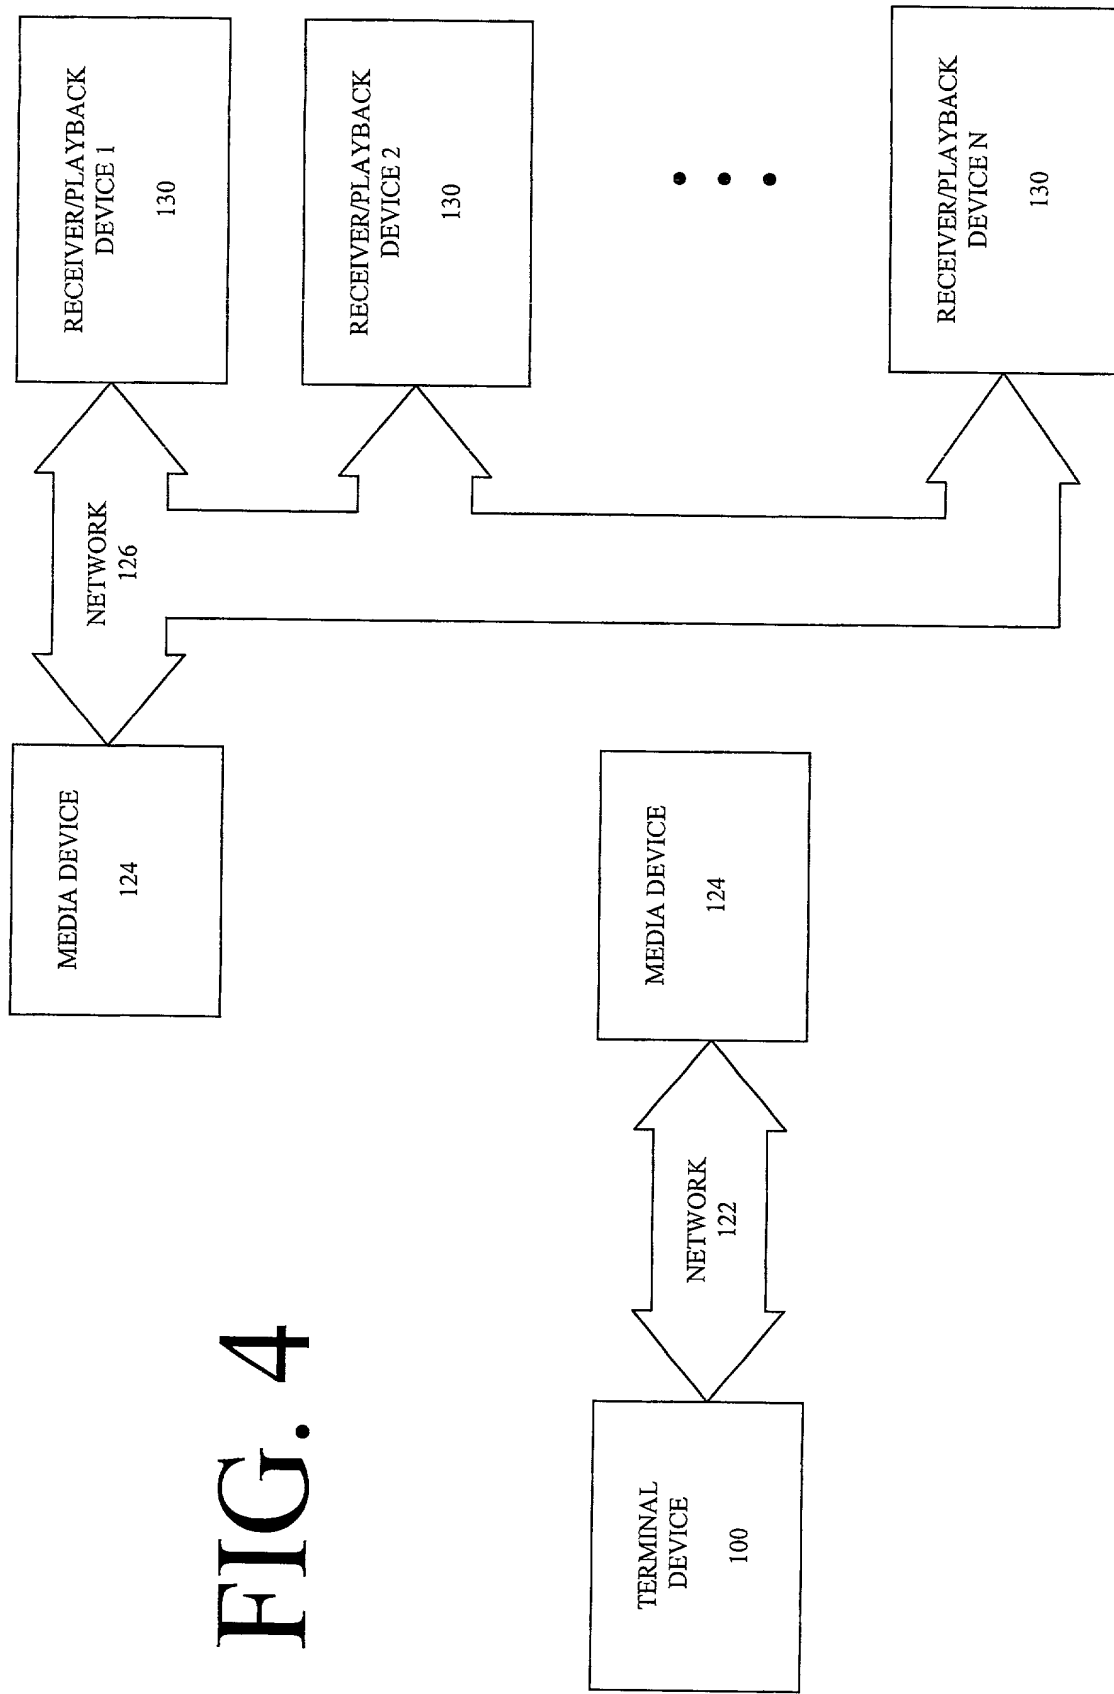 FIG. 4
MEDIA DEVICE
124
NETWORK
126
RECEIVER/PLAYBACK
DEVICE 1
130
RECEIVER/PLAYBACK
DEVICE 2
130
RECEIVER/PLAYBACK
DEVICE N
130
TERMINAL
DEVICE
100
NETWORK
122
MEDIA DEVICE
124